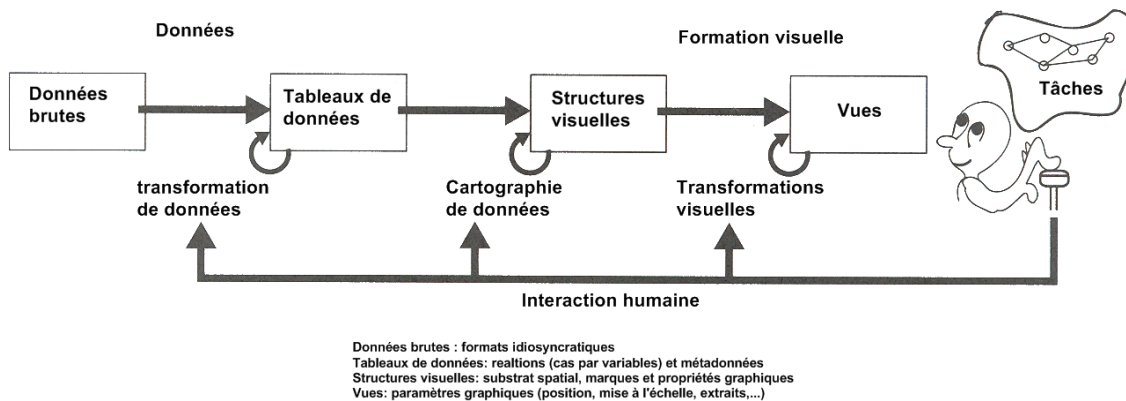 Données
Formation visuelle
Tâches
Données
brutes
Tableaux de
données
Structures
visuelles
Vues
transformation
de données
Cartographie
de données
Transformations
visuelles
Interaction humaine
Données brutes : formats idiosyncratiques
Tableaux de données: realtions (cas par variables) et métadonnées
Structures visuelles: substrat spatial, marques et propriétés graphiques
Vues: paramètres graphiques (position, mise à l'échelle, extraits,...)